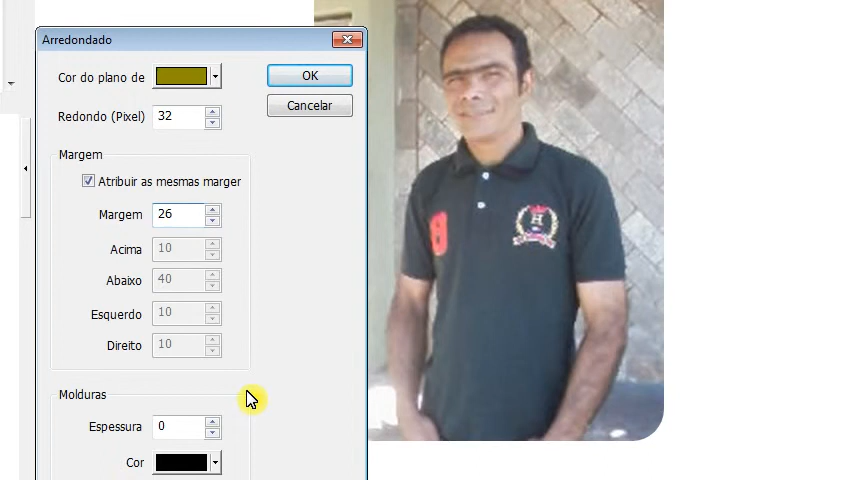 Arredondado
Cor do plano de
OK
Redondo (Pixel) 32
Cancelar
Margem
Atribuir as mesmas marger
Margem 26
Acima 10
Abaixo 40
Esquerdo 10
Direito 10
Molduras
Espessura 0
Cor
H
8